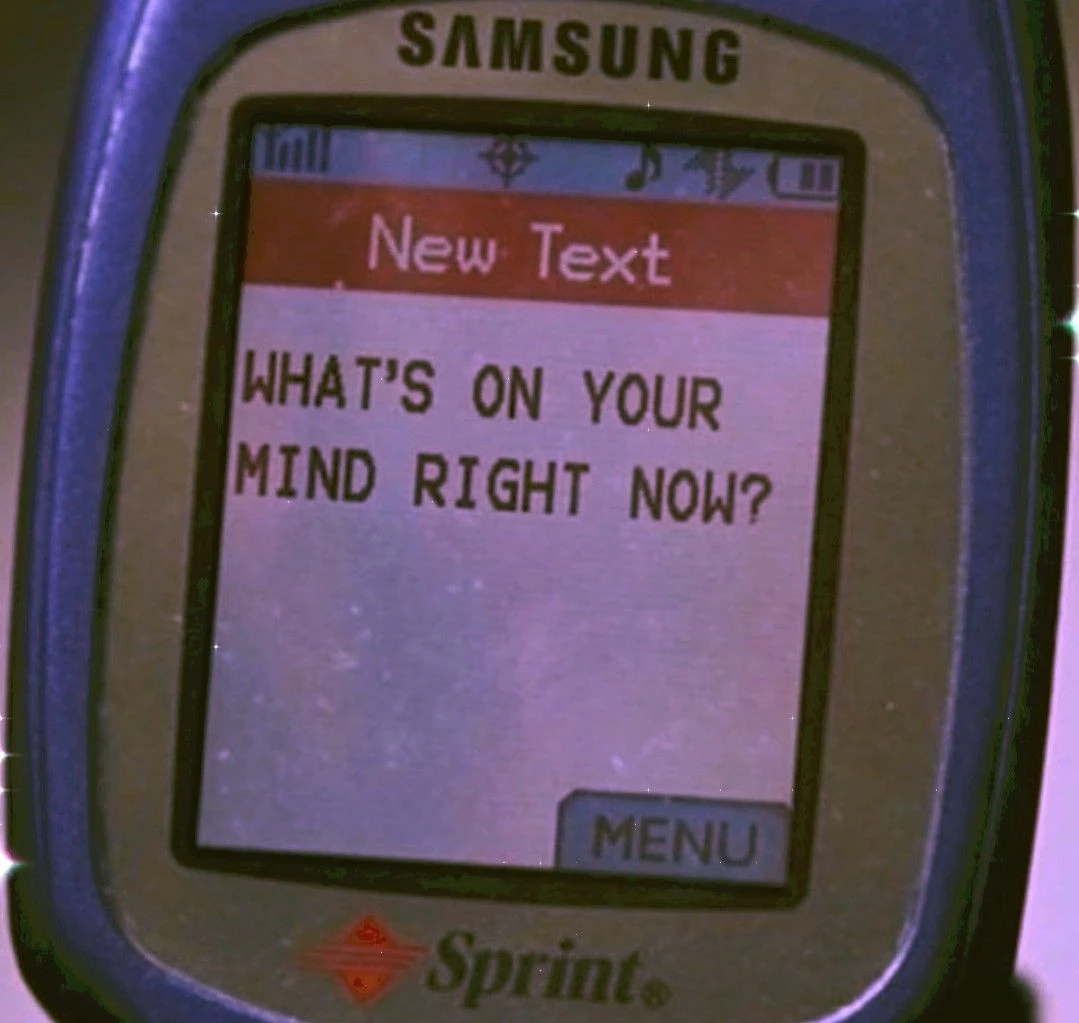 SAMSUNG
New Text
WHAT'S ON YOUR
MIND RIGHT NOW?
MENU
Sprint®